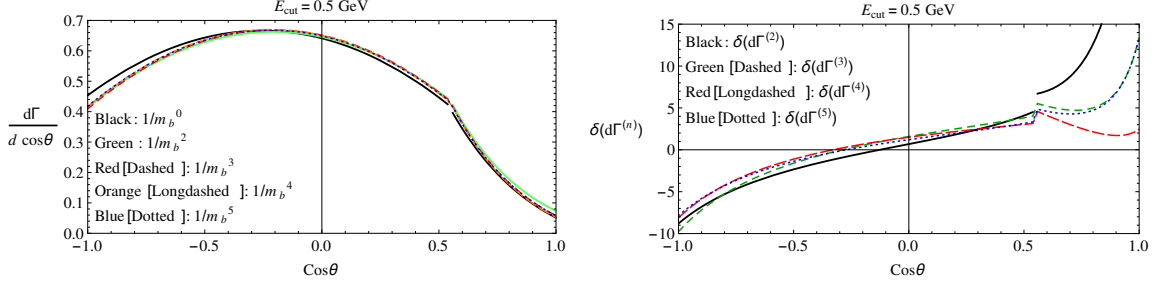 E_cut = 0.5 GeV
0.7
0.6
0.5
0.4
0.3
0.2
0.1
0.0
dΓ
d cosθ
Black: 1/m_b^0
Green : 1/m_b^2
Red [Dashed ]: 1/m_b^3
Orange [Longdashed ]: 1/m_b^4
Blue [Dotted ]: 1/m_b^5
−1.0 −0.5 0.0 0.5 1.0
Cosθ
E_cut = 0.5 GeV
15
10
5
0
−5
−10
δ(dΓ^(n))
Black : δ(dΓ^(2))
Green [Dashed ]: δ(dΓ^(3))
Red [Longdashed ]: δ(dΓ^(4))
Blue [Dotted ]: δ(dΓ^(5))
−1.0 −0.5 0.0 0.5 1.0
Cosθ